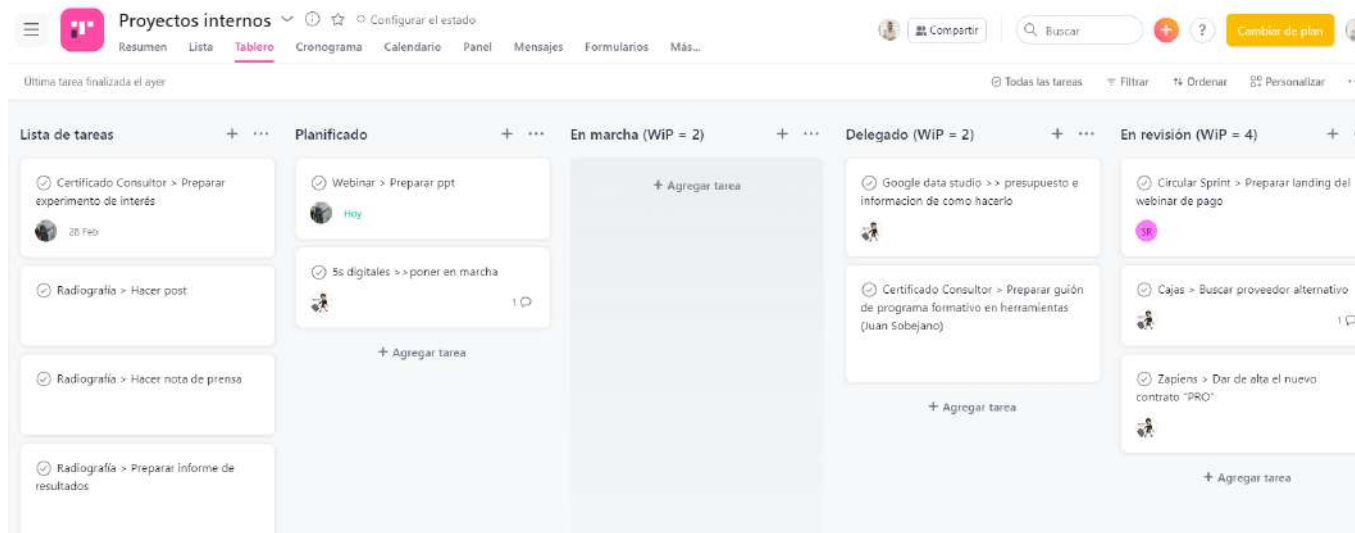 Proyectos internos
Configurar el estado
Resumen Lista Tablero Cronograma Calendario Panel Mensajes Formularios Más...
Compartir
Buscar
?
Cambiar de plan
Última tarea finalizada el ayer
Todas las tareas Filtrar Ordenar Personalizar
Lista de tareas
Certificado Consultor > Preparar
experimento de interés
28 Feb
Radiografía > Hacer post
Radiografía > Hacer nota de prensa
Radiografía > Preparar informe de
resultados
Planificado
Webinar > Preparar ppt
Hoy
5s digitales >>poner en marcha
1
+ Agregar tarea
En marcha (WiP = 2)
+ Agregar tarea
Delegado (WiP = 2)
Google data studio >> presupuesto e
informacion de como hacerlo
Certificado Consultor > Preparar guión
de programa formativo en herramientas
(Juan Sobejano)
+ Agregar tarea
En revisión (WiP = 4)
Circular Sprint > Preparar landing del
webinar de pago
SR
Cajas > Buscar proveedor alternativo
1
Zapiens > Dar de alta el nuevo
contrato "PRO"
+ Agregar tarea